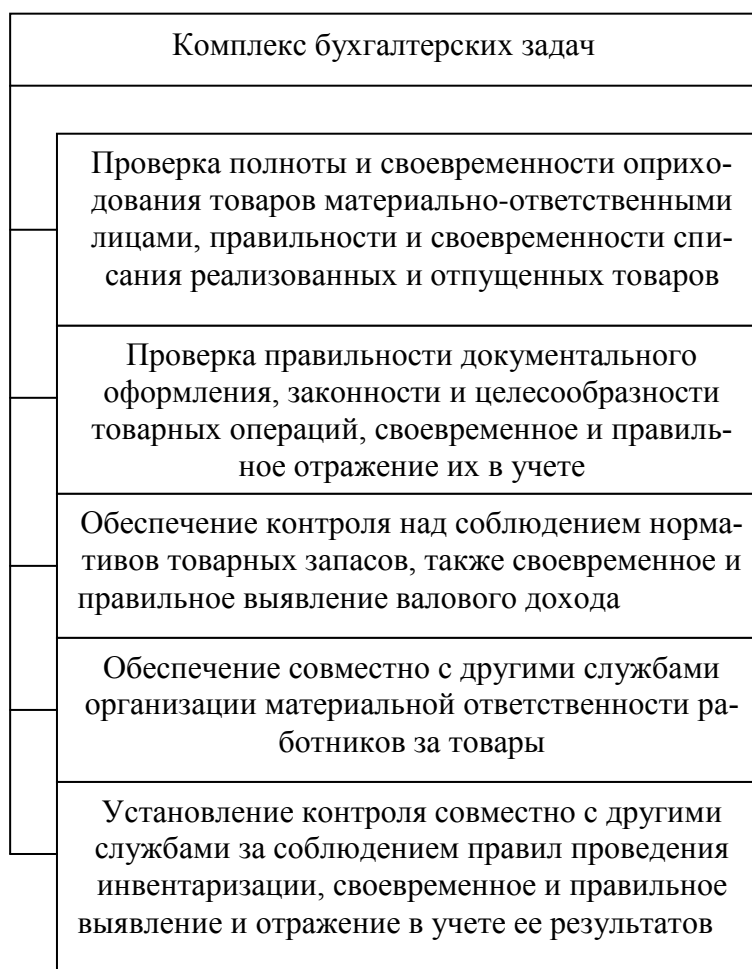 Комплекс бухгалтерских задач
Проверка полноты и своевременности оприхо-
дования товаров материально-ответственными
лицами, правильности и своевременности спи-
сания реализованных и отпущенных товаров
Проверка правильности документального
оформления, законности и целесообразности
товарных операций, своевременное и правиль-
ное отражение их в учете
Обеспечение контроля над соблюдением норма-
тивов товарных запасов, также своевременное и
правильное выявление валового дохода
Обеспечение совместно с другими службами
организации материальной ответственности ра-
ботников за товары
Установление контроля совместно с другими
службами за соблюдением правил проведения
инвентаризации, своевременное и правильное
выявление и отражение в учете ее результатов